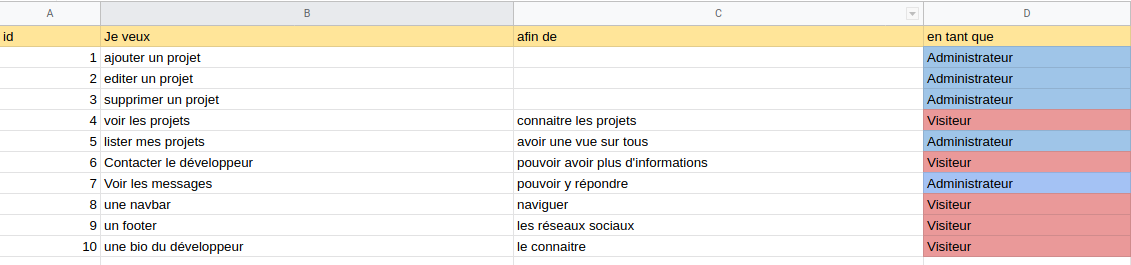 A B C D
id Je veux afin de en tant que
1 ajouter un projet Administrateur
2 editer un projet Administrateur
3 supprimer un projet Administrateur
4 voir les projets connaitre les projets Visiteur
5 lister mes projets avoir une vue sur tous Administrateur
6 Contacter le développeur pouvoir avoir plus d'informations Visiteur
7 Voir les messages pouvoir y répondre Administrateur
8 une navbar naviguer Visiteur
9 un footer les réseaux sociaux Visiteur
10 une bio du développeur le connaitre Visiteur